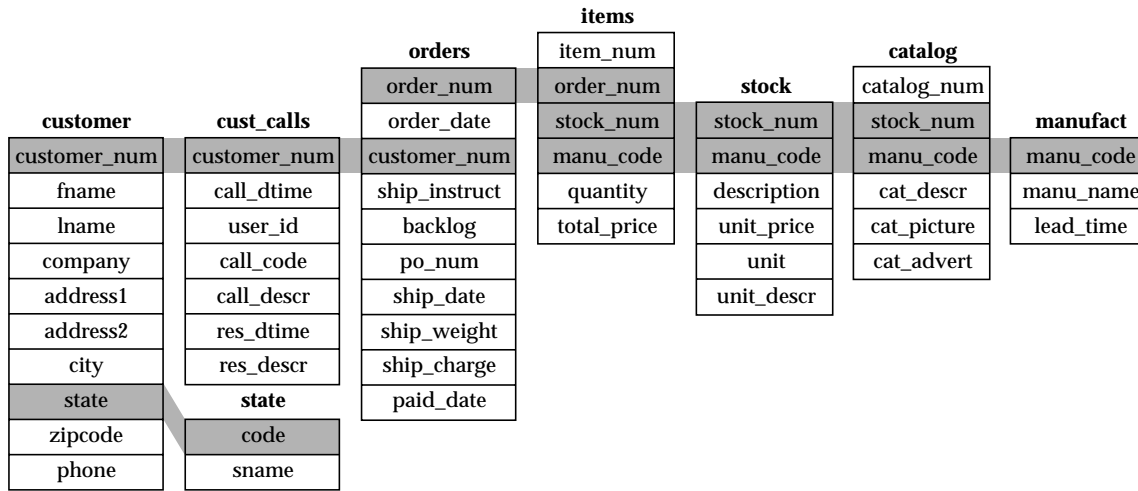 customer
customer_num
fname
lname
company
address1
address2
city
state
zipcode
phone
cust_calls
customer_num
call_dtime
user_id
call_code
call_descr
res_dtime
res_descr
state
code
sname
orders
order_num
order_date
customer_num
ship_instruct
backlog
po_num
ship_date
ship_weight
ship_charge
paid_date
items
item_num
order_num
stock_num
manu_code
quantity
total_price
stock
stock_num
manu_code
description
unit_price
unit
unit_descr
catalog
catalog_num
stock_num
manu_code
cat_descr
cat_picture
cat_advert
manufact
manu_code
manu_name
lead_time